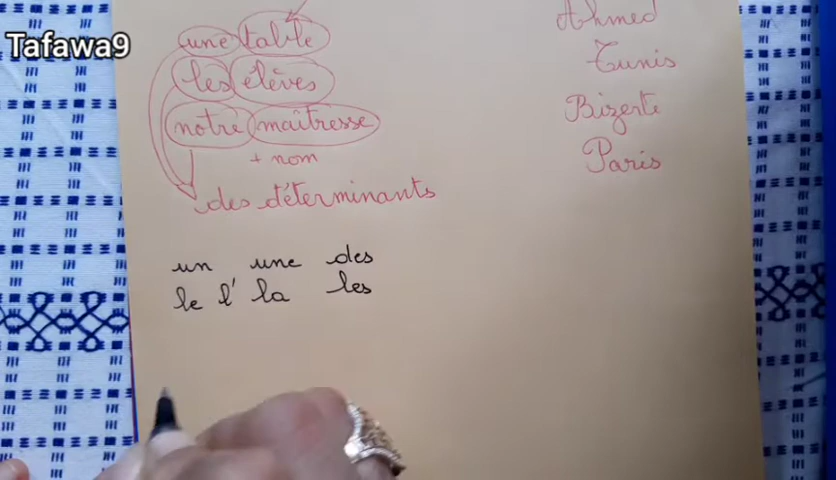 Tafawa9
une table
les élèves
notre maîtresse
+ nom
des déterminants
Ahmed
Tunis
Bizerte
Paris
un une des
le l' la les